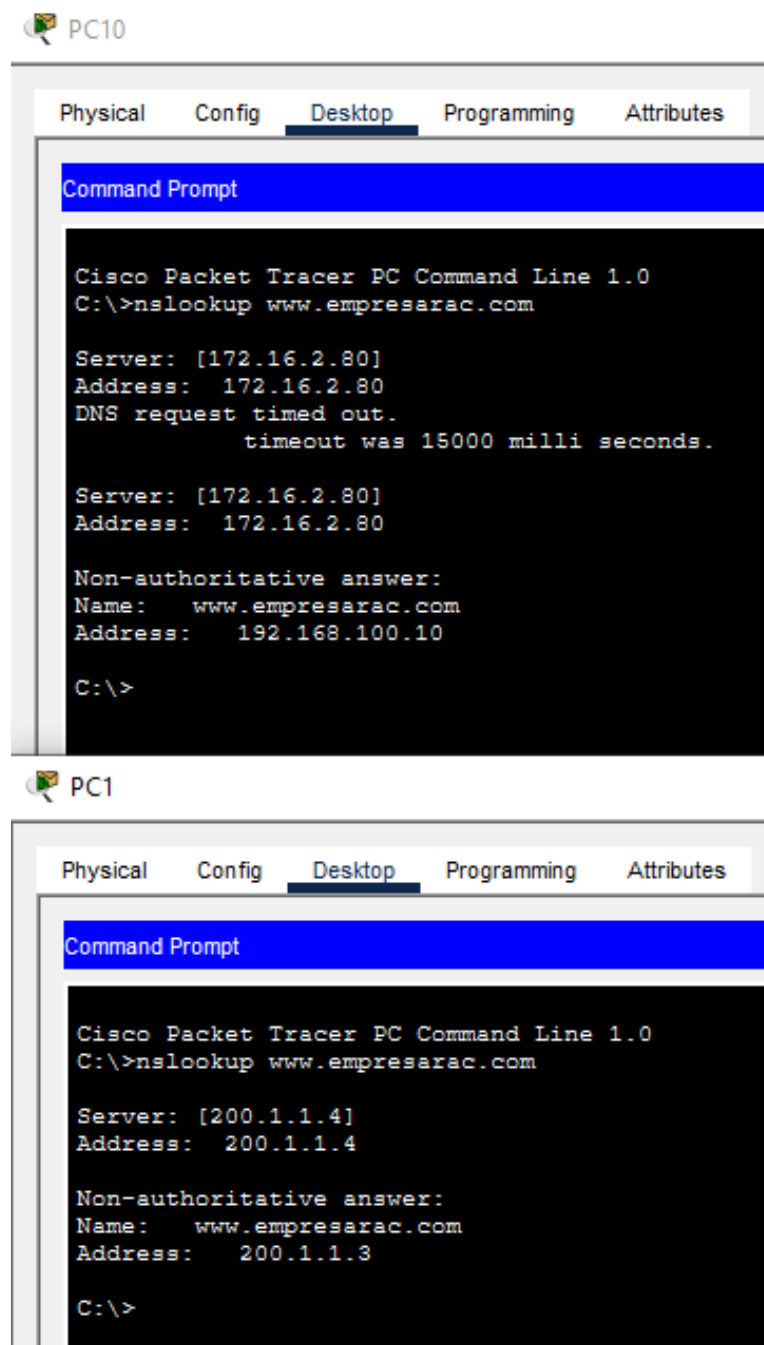 PC10
Physical Config Desktop Programming Attributes
Command Prompt
Cisco Packet Tracer PC Command Line 1.0
C:\>nslookup www.empresarac.com
Server: [172.16.2.80]
Address: 172.16.2.80
DNS request timed out.
timeout was 15000 milli seconds.
Server: [172.16.2.80]
Address: 172.16.2.80
Non-authoritative answer:
Name: www.empresarac.com
Address: 192.168.100.10
C:\>
PC1
Physical Config Desktop Programming Attributes
Command Prompt
Cisco Packet Tracer PC Command Line 1.0
C:\>nslookup www.empresarac.com
Server: [200.1.1.4]
Address: 200.1.1.4
Non-authoritative answer:
Name: www.empresarac.com
Address: 200.1.1.3
C:\>